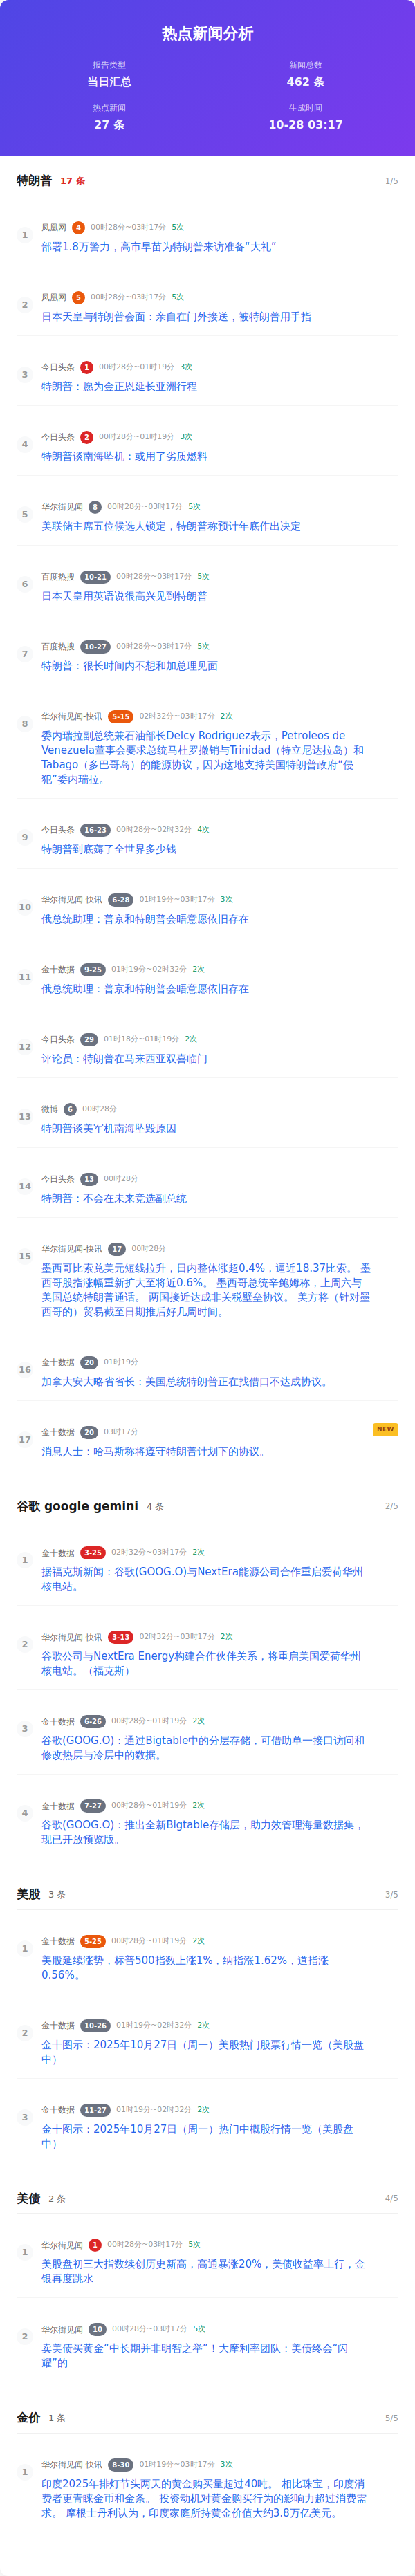 热点新闻分析
报告类型
当日汇总
新闻总数
462 条
热点新闻
27 条
生成时间
10-28 03:17
特朗普 17 条 1/5
1
凤凰网 4 00时28分~03时17分 5次
部署1.8万警力，高市早苗为特朗普来访准备“大礼”
2
凤凰网 5 00时28分~03时17分 5次
日本天皇与特朗普会面：亲自在门外接送，被特朗普用手指
3
今日头条 1 00时28分~01时19分 3次
特朗普：愿为金正恩延长亚洲行程
4
今日头条 2 00时28分~01时19分 3次
特朗普谈南海坠机：或用了劣质燃料
5
华尔街见闻 8 00时28分~03时17分 5次
美联储主席五位候选人锁定，特朗普称预计年底作出决定
6
百度热搜 10-21 00时28分~03时17分 5次
日本天皇用英语说很高兴见到特朗普
7
百度热搜 10-27 00时28分~03时17分 5次
特朗普：很长时间内不想和加总理见面
8
华尔街见闻-快讯 5-15 02时32分~03时17分 2次
委内瑞拉副总统兼石油部长Delcy Rodriguez表示，Petroleos de
Venezuela董事会要求总统马杜罗撤销与Trinidad（特立尼达拉岛）和
Tabago（多巴哥岛）的能源协议，因为这地支持美国特朗普政府“侵
犯”委内瑞拉。
9
今日头条 16-23 00时28分~02时32分 4次
特朗普到底薅了全世界多少钱
10
华尔街见闻-快讯 6-28 01时19分~03时17分 3次
俄总统助理：普京和特朗普会晤意愿依旧存在
11
金十数据 9-25 01时19分~02时32分 2次
俄总统助理：普京和特朗普会晤意愿依旧存在
12
今日头条 29 01时18分~01时19分 2次
评论员：特朗普在马来西亚双喜临门
13
微博 6 00时28分
特朗普谈美军机南海坠毁原因
14
今日头条 13 00时28分
特朗普：不会在未来竞选副总统
15
华尔街见闻-快讯 17 00时28分
墨西哥比索兑美元短线拉升，日内整体涨超0.4%，逼近18.37比索。 墨
西哥股指涨幅重新扩大至将近0.6%。 墨西哥总统辛鲍姆称，上周六与
美国总统特朗普通话。 两国接近达成非关税壁垒协议。 美方将（针对墨
西哥的）贸易截至日期推后好几周时间。
16
金十数据 20 01时19分
加拿大安大略省省长：美国总统特朗普正在找借口不达成协议。
17
金十数据 20 03时17分 NEW
消息人士：哈马斯称将遵守特朗普计划下的协议。
谷歌 google gemini 4 条 2/5
1
金十数据 3-25 02时32分~03时17分 2次
据福克斯新闻：谷歌(GOOG.O)与NextEra能源公司合作重启爱荷华州
核电站。
2
华尔街见闻-快讯 3-13 02时32分~03时17分 2次
谷歌公司与NextEra Energy构建合作伙伴关系，将重启美国爱荷华州
核电站。（福克斯）
3
金十数据 6-26 00时28分~01时19分 2次
谷歌(GOOG.O)：通过Bigtable中的分层存储，可借助单一接口访问和
修改热层与冷层中的数据。
4
金十数据 7-27 00时28分~01时19分 2次
谷歌(GOOG.O)：推出全新Bigtable存储层，助力效管理海量数据集，
现已开放预览版。
美股 3 条 3/5
1
金十数据 5-25 00时28分~01时19分 2次
美股延续涨势，标普500指数上涨1%，纳指涨1.62%，道指涨
0.56%。
2
金十数据 10-26 01时19分~02时32分 2次
金十图示：2025年10月27日（周一）美股热门股票行情一览（美股盘
中）
3
金十数据 11-27 01时19分~02时32分 2次
金十图示：2025年10月27日（周一）热门中概股行情一览（美股盘
中）
美债 2 条 4/5
1
华尔街见闻 1 00时28分~03时17分 5次
美股盘初三大指数续创历史新高，高通暴涨20%，美债收益率上行，金
银再度跳水
2
华尔街见闻 10 00时28分~03时17分 5次
卖美债买黄金“中长期并非明智之举”！大摩利率团队：美债终会“闪
耀”的
金价 1 条 5/5
1
华尔街见闻-快讯 8-30 01时19分~03时17分 3次
印度2025年排灯节头两天的黄金购买量超过40吨。 相比珠宝，印度消
费者更青睐金币和金条。 投资动机对黄金购买行为的影响力超过消费需
求。 摩根士丹利认为，印度家庭所持黄金价值大约3.8万亿美元。